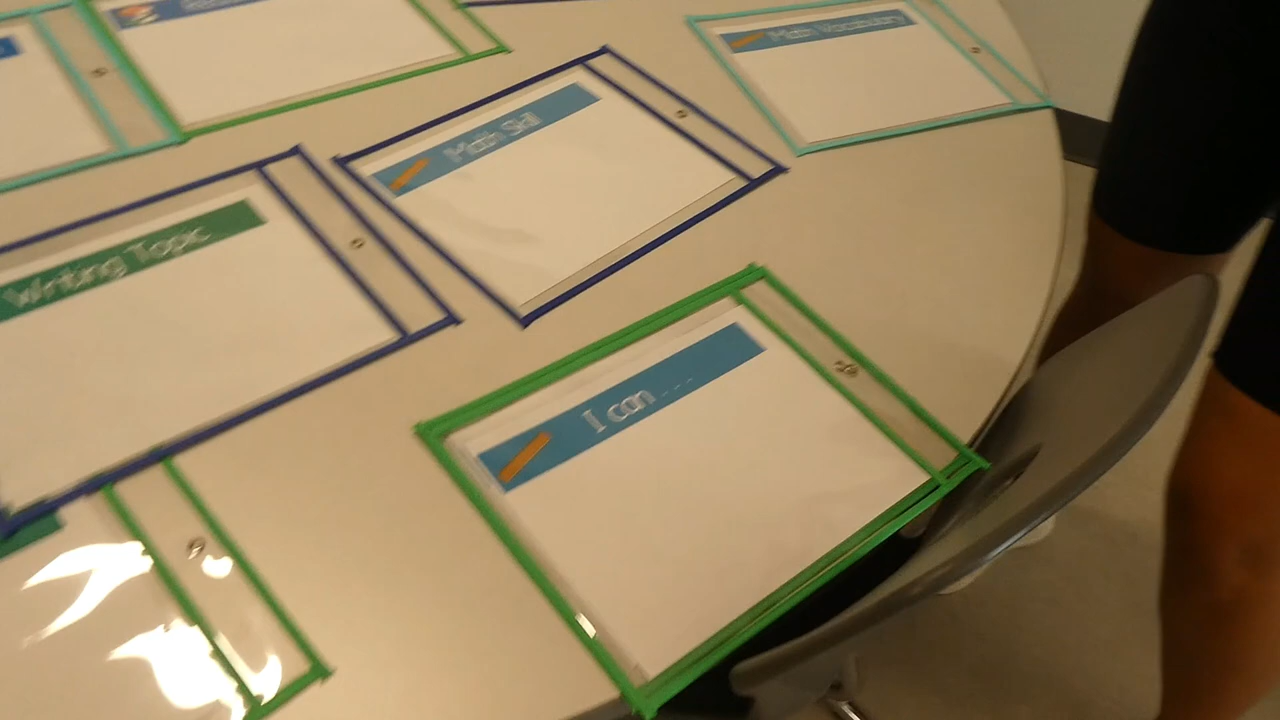 Math Vocabulary
Math Skill
Writing Topic
I can . . . .